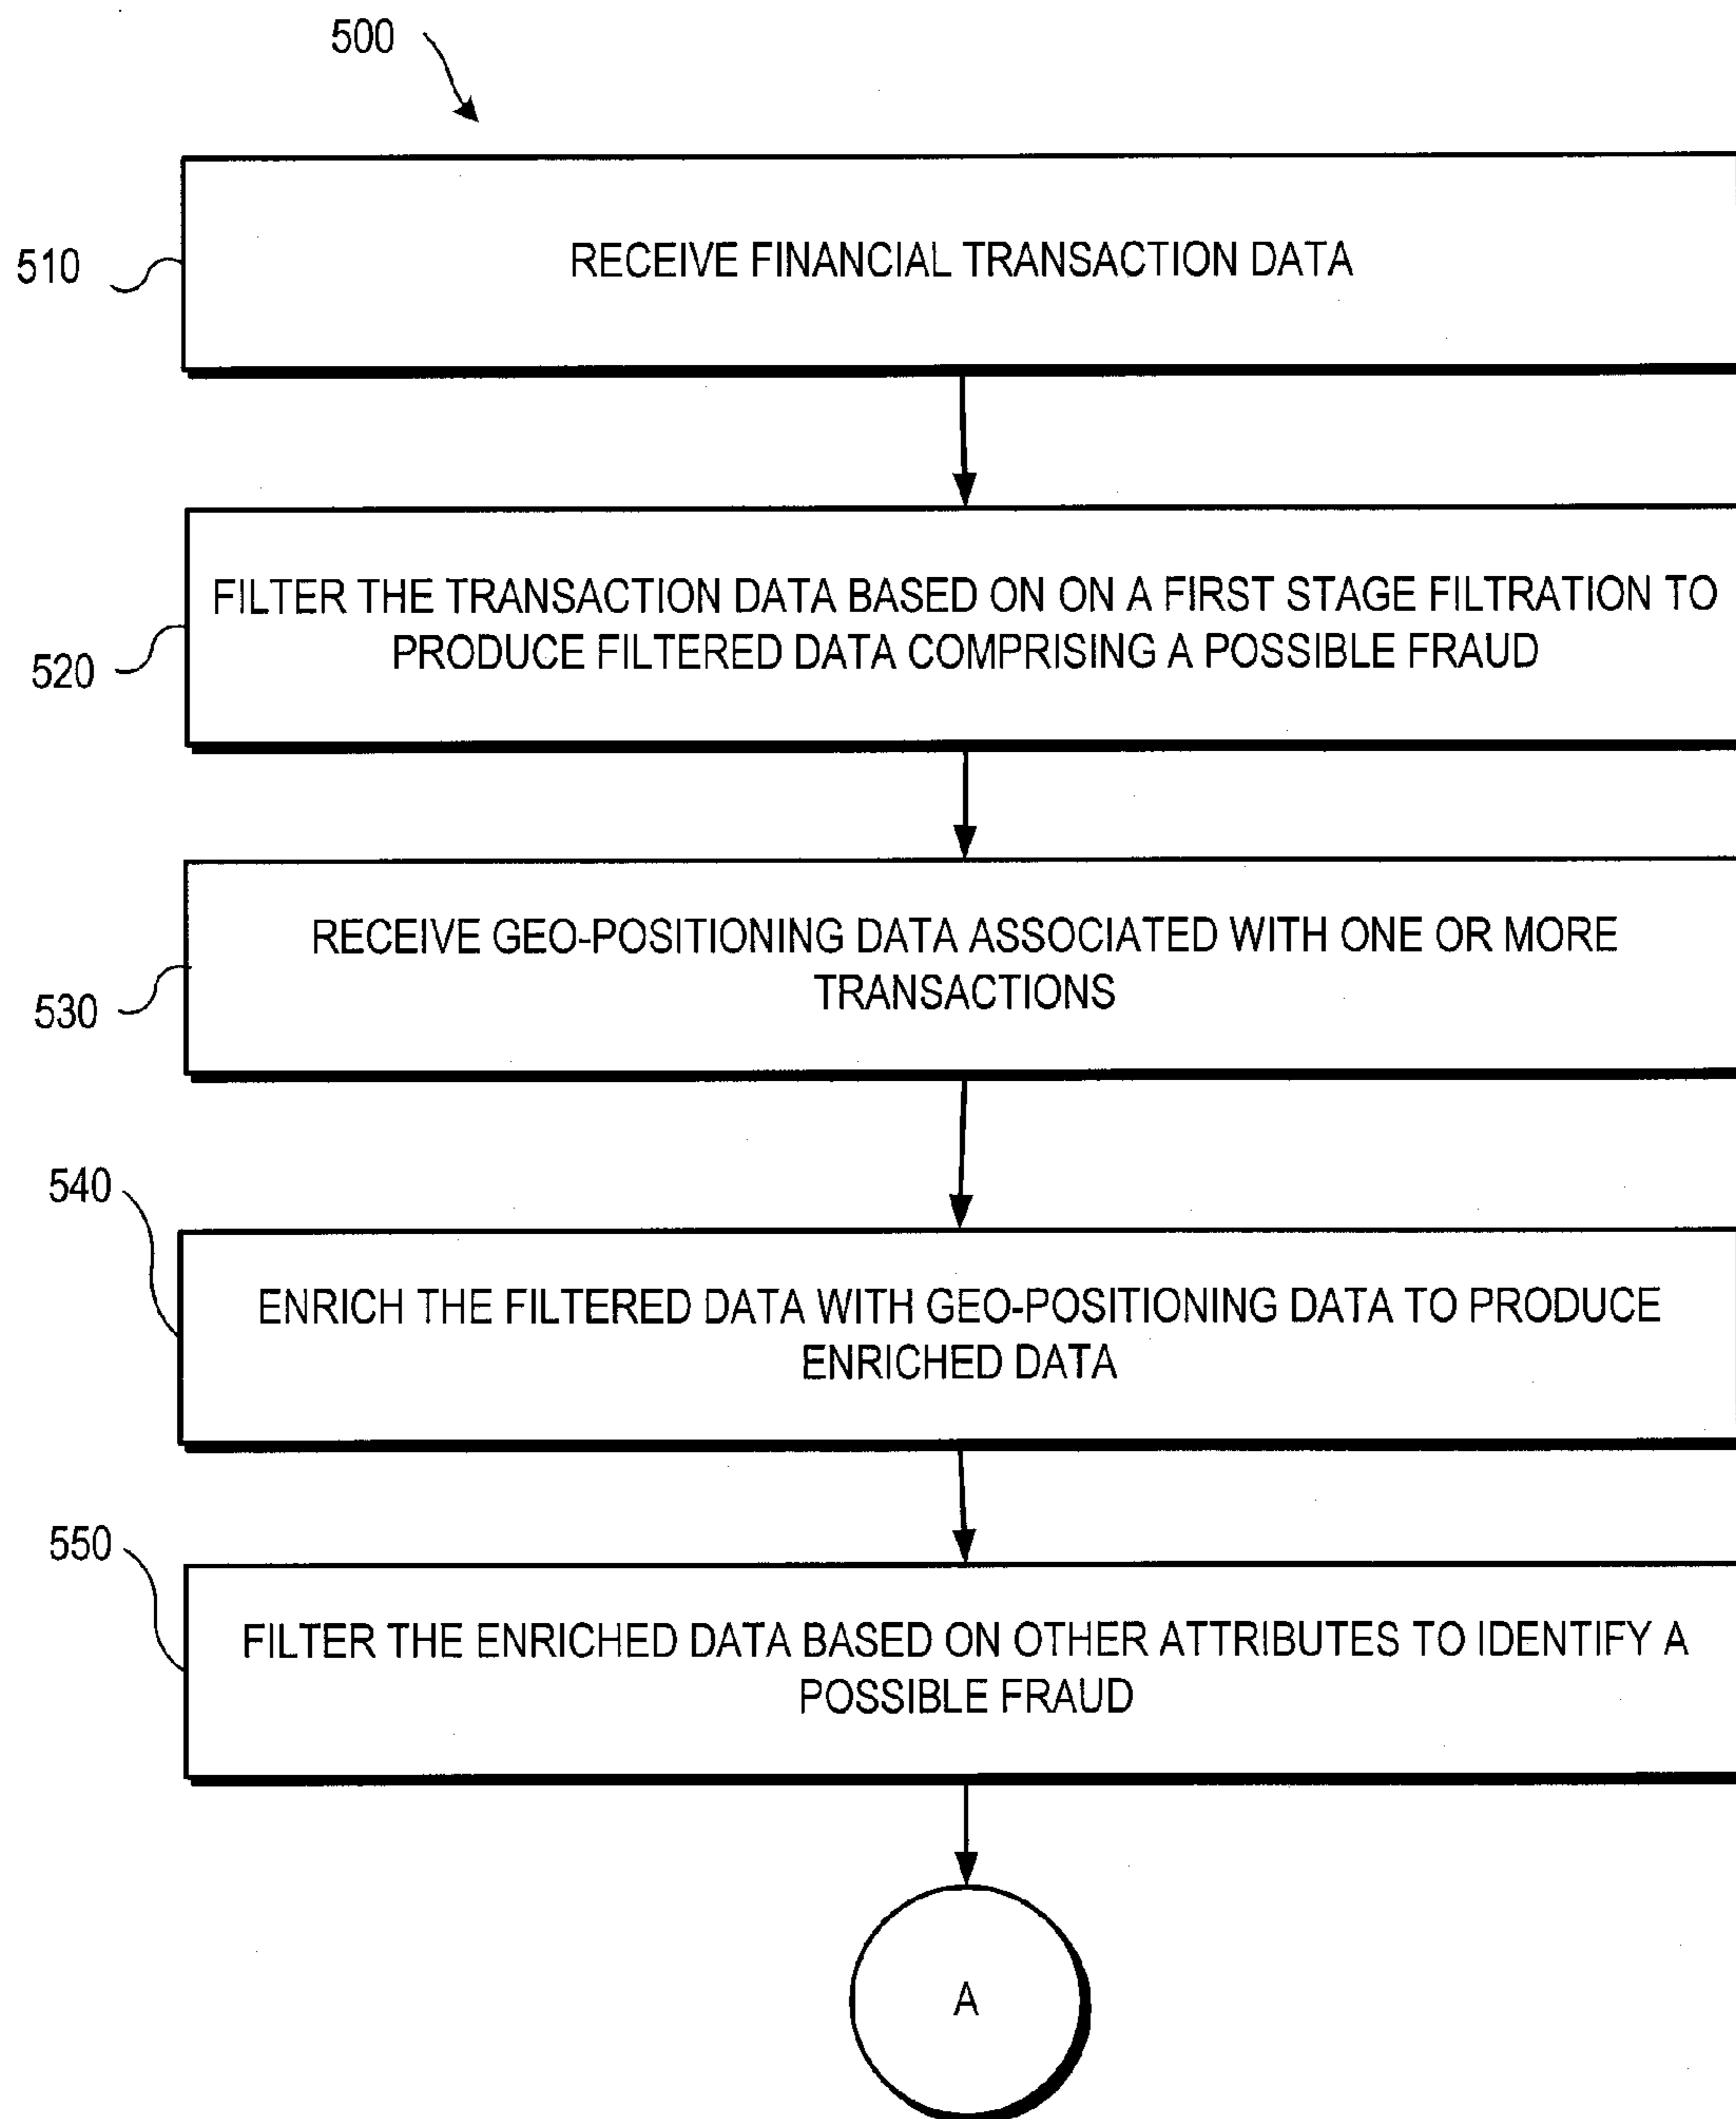 500
510
RECEIVE FINANCIAL TRANSACTION DATA
520
FILTER THE TRANSACTION DATA BASED ON ON A FIRST STAGE FILTRATION TO
PRODUCE FILTERED DATA COMPRISING A POSSIBLE FRAUD
530
RECEIVE GEO-POSITIONING DATA ASSOCIATED WITH ONE OR MORE
TRANSACTIONS
540
ENRICH THE FILTERED DATA WITH GEO-POSITIONING DATA TO PRODUCE
ENRICHED DATA
550
FILTER THE ENRICHED DATA BASED ON OTHER ATTRIBUTES TO IDENTIFY A
POSSIBLE FRAUD
A